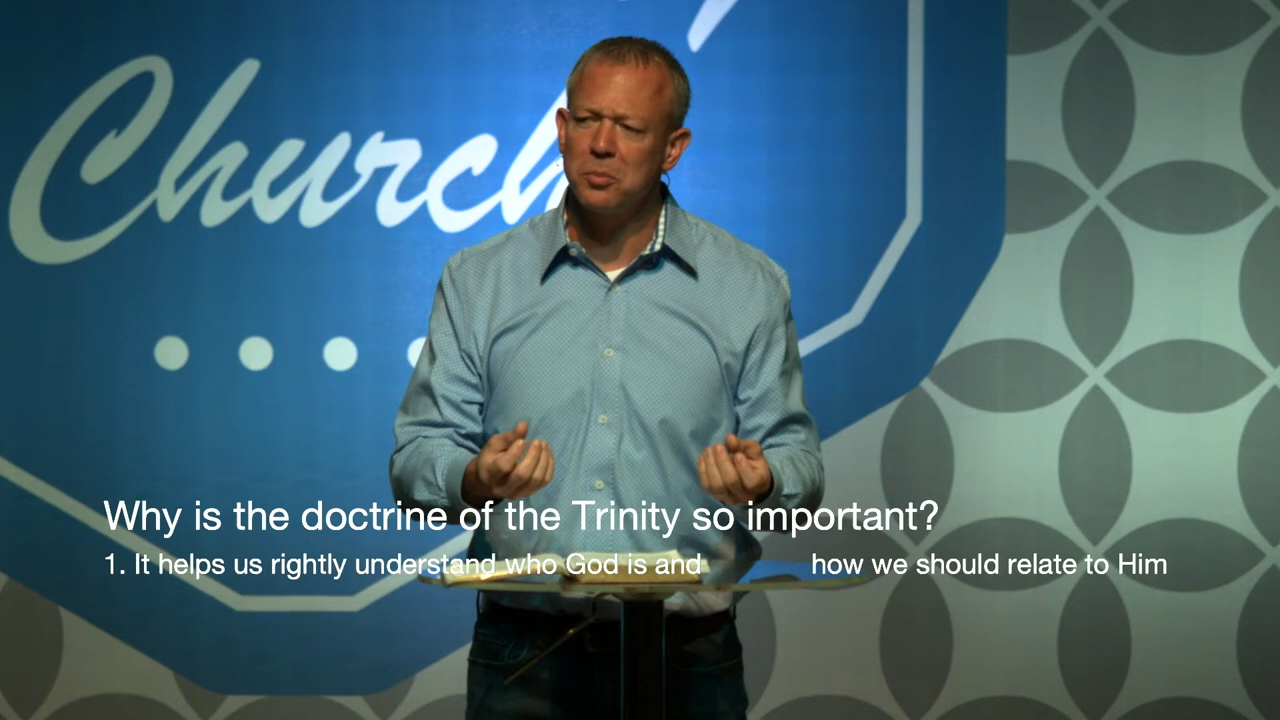 Church
Why is the doctrine of the Trinity so important?
1. It helps us rightly understand who God is and how we should relate to Him